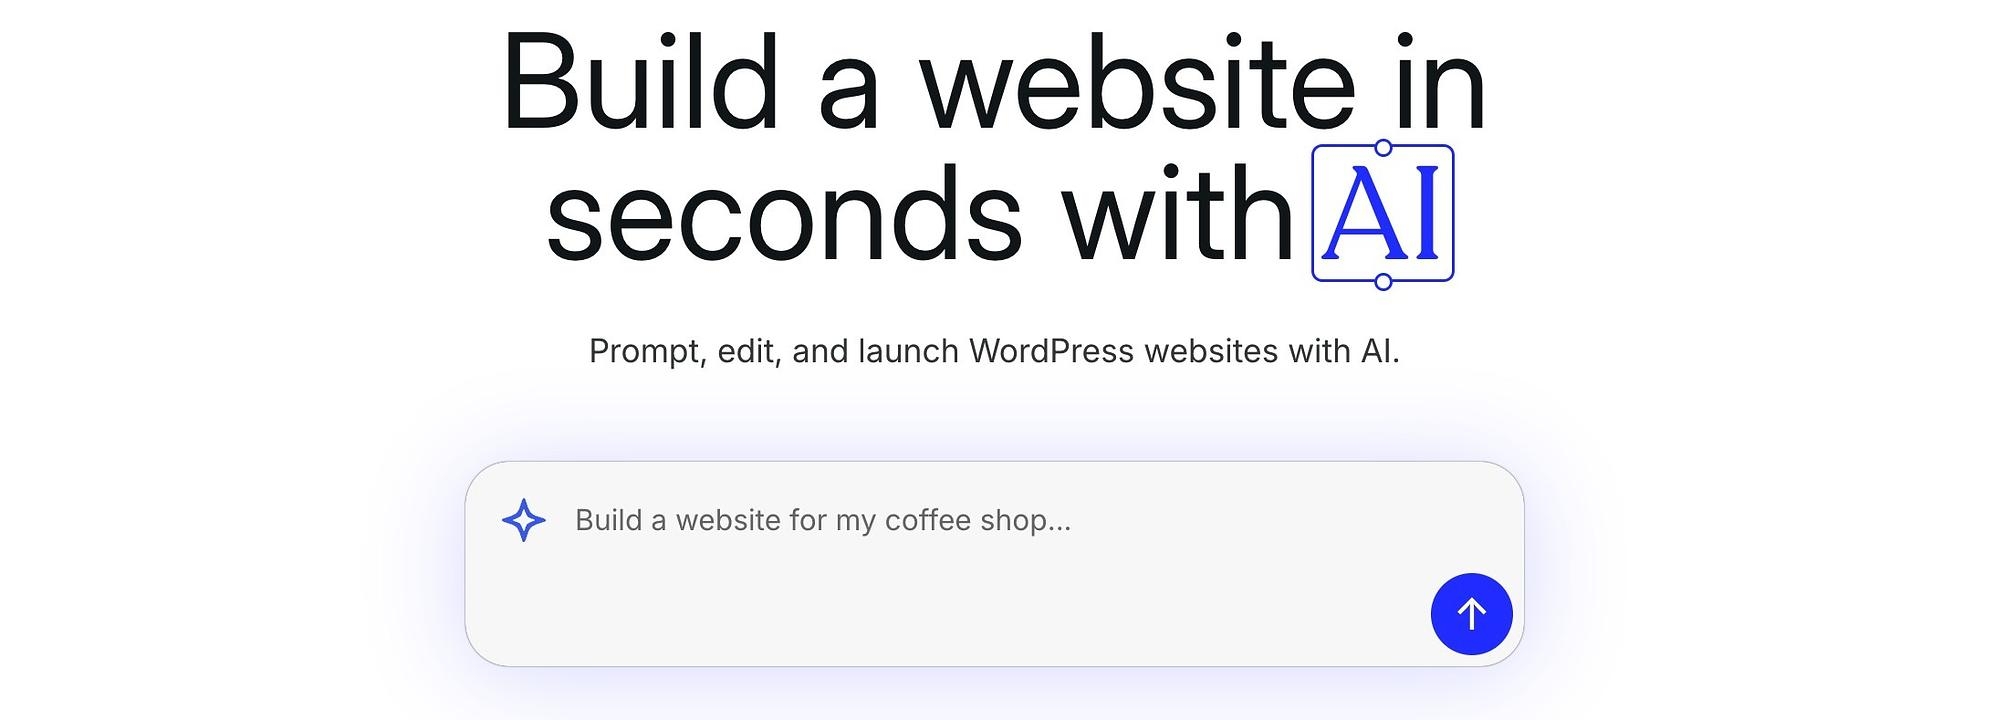 Build a website in
seconds with AI
Prompt, edit, and launch WordPress websites with AI.
Build a website for my coffee shop...